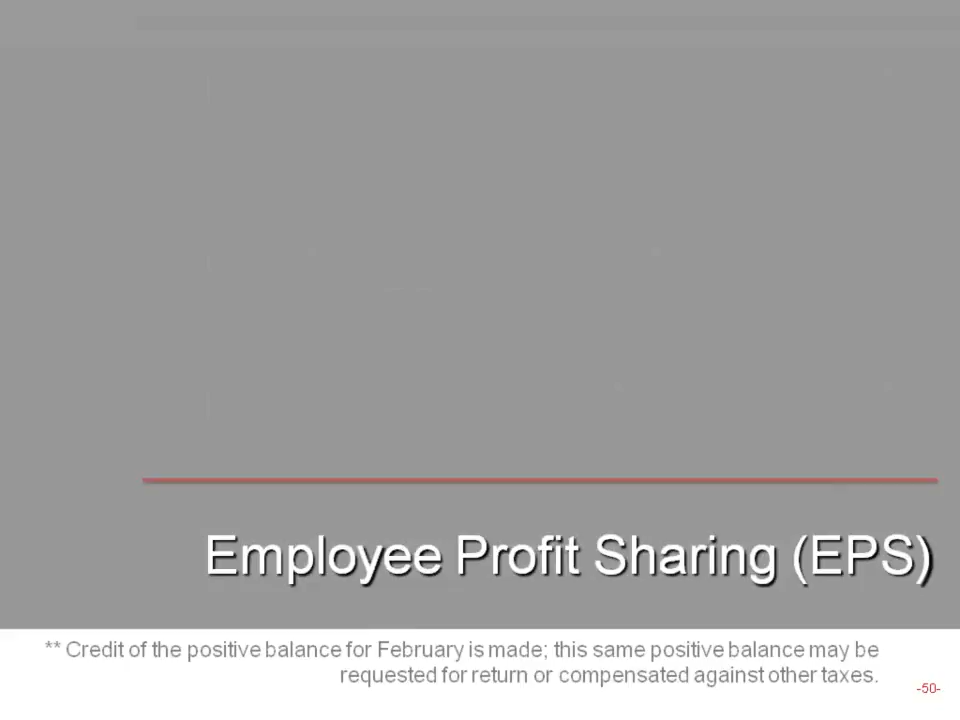 Employee Profit Sharing (EPS)
** Credit of the positive balance for February is made; this same positive balance may be
requested for return or compensated against other taxes.
-50-